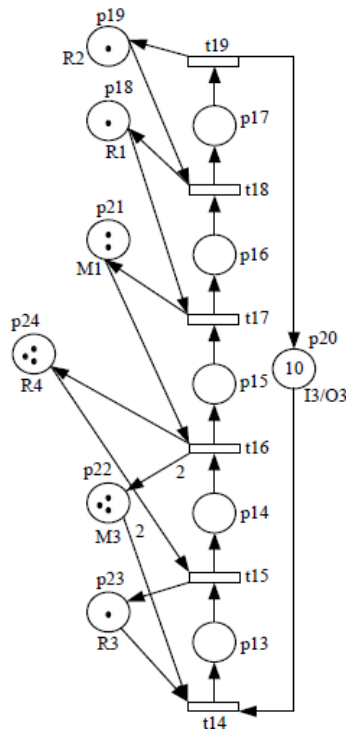 p19
t19
R2
p18
p17
R1
t18
p21
p16
M1
t17
p24
p20
10
p15
R4
I3/O3
t16
p22
2
p14
M3
2
p23
t15
R3
p13
t14